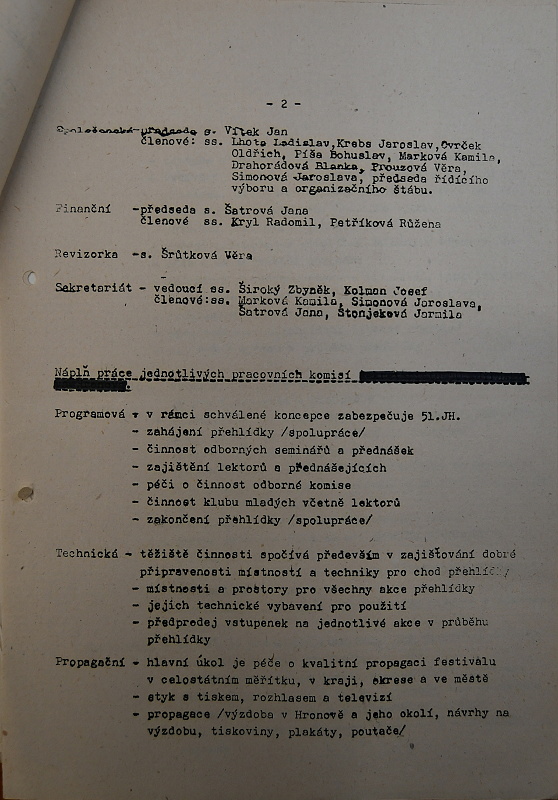 - 2 -
Společenská-předseda s. Vítek Jan
členové: ss. Lhota Ladislav,Krebs Jaroslav,Ovrček
Oldřich, Píša Bohuslav, Marková Kamila,
Drahorádová Blanka, Prouzová Věra,
Simonová Jaroslava, předseda řídícího
výboru a organizačního štábu.
Finanční -předseda s. Šatrová Jana
členové ss. Kryl Radomil, Petříková Růžena
Revizorka -s. Šrůtková Věra
Sekretariát - vedoucí ss. Široký Zbyněk, Kolman Josef
členové:ss. Marková Kamila, Simonová Jaroslava,
Šatrová Jana, Štonjeková Jarmila
Náplň práce jednotlivých pracovních komisí
Programová - v rámci schválené koncepce zabezpečuje 51.JH.
- zahájení přehlídky /spolupráce/
- činnost odborných seminářů a přednášek
- zajištění lektorů a přednášejících
- péči o činnost odborné komise
- činnost klubu mladých včetně lektorů
- zakončení přehlídky /spolupráce/
Technická - těžiště činnosti spočívá především v zajišťování dobré
připravenosti místností a techniky pro chod přehlídky
- místnosti a prostory pro všechny akce přehlídky
- jejich technické vybavení pro použití
- předprodej vstupenek na jednotlivé akce v průběhu
přehlídky
Propagační - hlavní úkol je péče o kvalitní propagaci festivalu
v celostátním měřítku, v kraji, okrese a ve městě
- styk s tiskem, rozhlasem a televizí
- propagace /výzdoba v Hronově a jeho okolí, návrhy na
výzdobu, tiskoviny, plakáty, poutače/